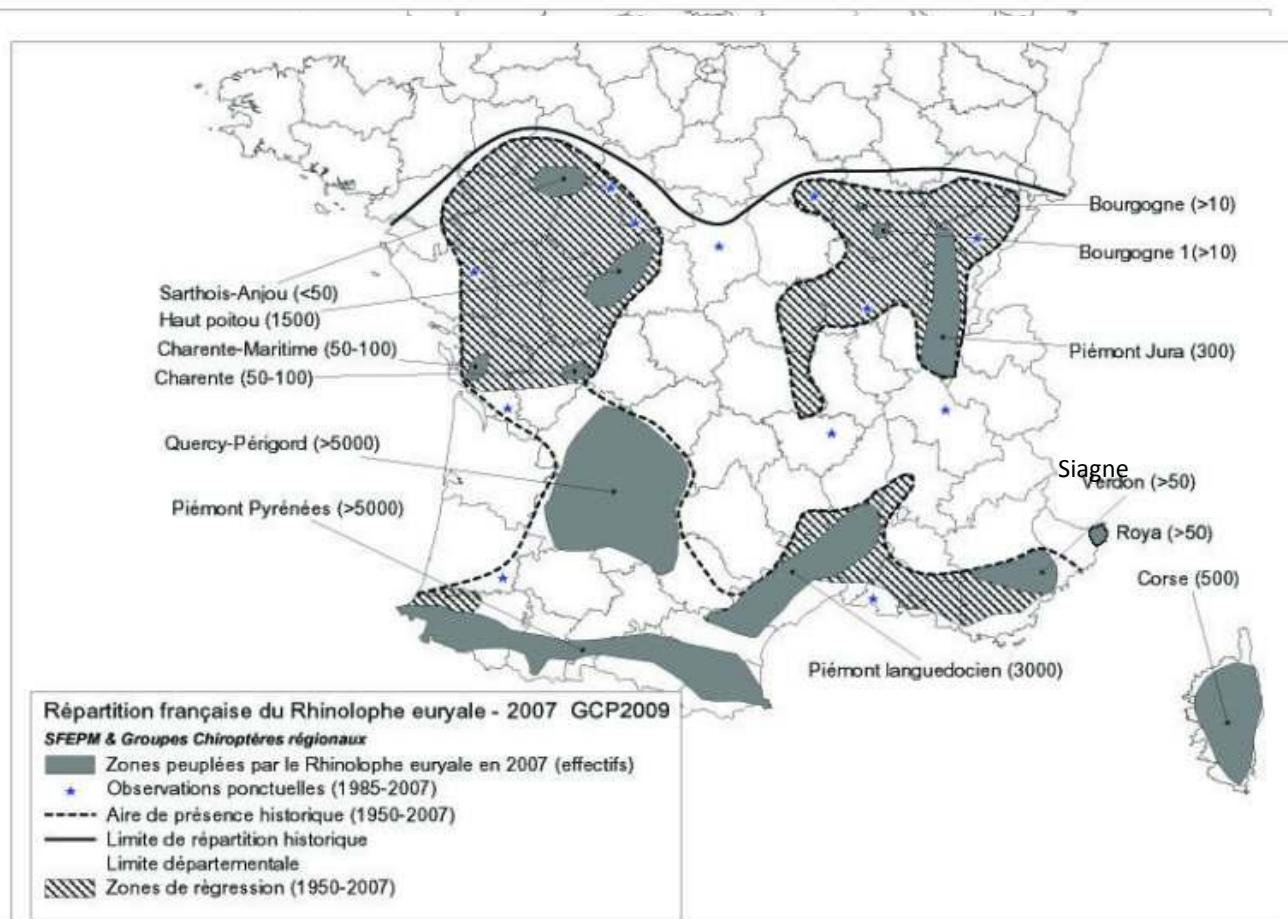 Bourgogne (>10)
Bourgogne 1(>10)
Sarthois-Anjou (<50)
Haut poitou (1500)
Charente-Maritime (50-100)
Charente (50-100)
Piémont Jura (300)
Quercy-Périgord (>5000)
Siagne
Verdon (>50)
Piémont Pyrénées (>5000)
Roya (>50)
Corse (500)
Piémont languedocien (3000)
Répartition française du Rhinolophe euryale - 2007 GCP2009
SFEPM & Groupes Chiroptères régionaux
Zones peuplées par le Rhinolophe euryale en 2007 (effectifs)
Observations ponctuelles (1985-2007)
Aire de présence historique (1950-2007)
Limite de répartition historique
Limite départementale
Zones de règression (1950-2007)